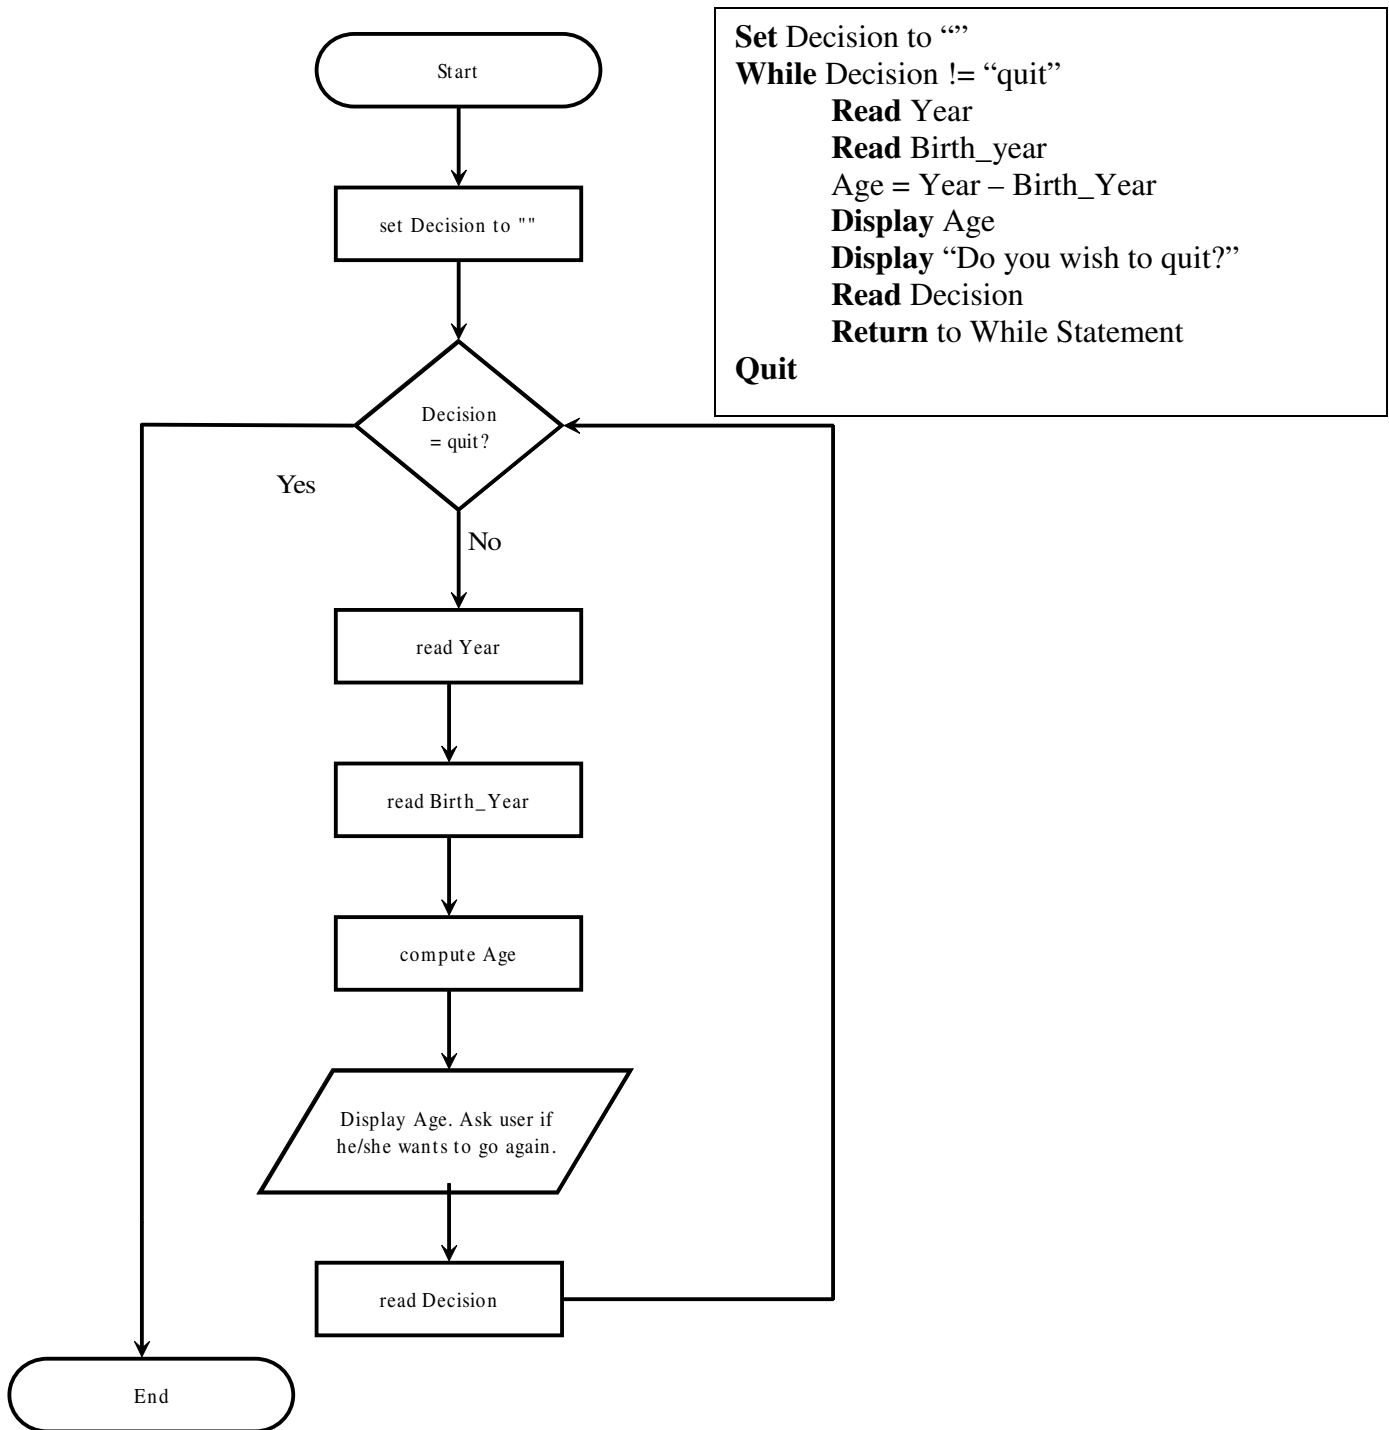 Start
set Decision to ""
Decision
= quit?
Yes
No
read Year
read Birth_Year
compute Age
Display Age. Ask user if
he/she wants to go again.
read Decision
End
Set Decision to “”
While Decision != “quit”
Read Year
Read Birth_year
Age = Year – Birth_Year
Display Age
Display “Do you wish to quit?”
Read Decision
Return to While Statement
Quit